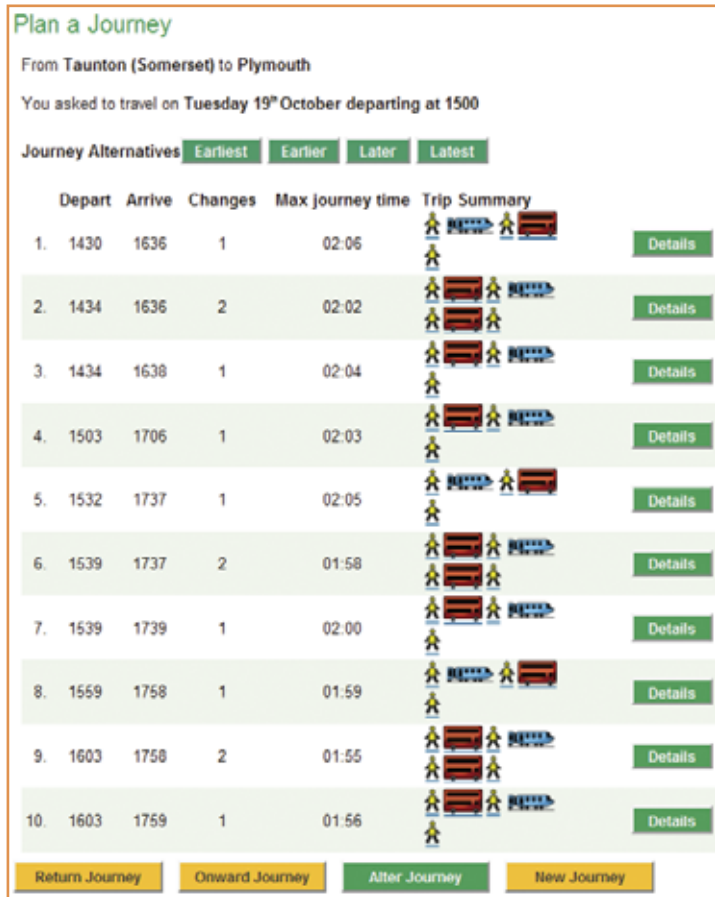 Plan a Journey
From Taunton (Somerset) to Plymouth
You asked to travel on Tuesday 19th October departing at 1500
Journey Alternatives Earliest Earlier Later Latest
Depart Arrive Changes Max journey time Trip Summary
1. 1430 1636 1 02:06 Details
2. 1434 1636 2 02:02 Details
3. 1434 1638 1 02:04 Details
4. 1503 1706 1 02:03 Details
5. 1532 1737 1 02:05 Details
6. 1539 1737 2 01:58 Details
7. 1539 1739 1 02:00 Details
8. 1559 1758 1 01:59 Details
9. 1603 1758 2 01:55 Details
10. 1603 1759 1 01:56 Details
Return Journey Onward Journey Alter Journey New Journey